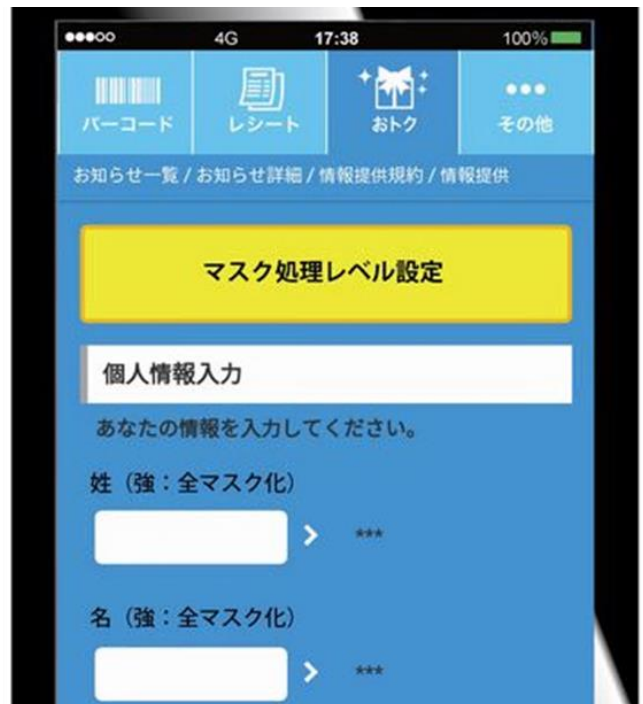 4G 17:38 100%
バーコード レシート おトク その他
お知らせ一覧 / お知らせ詳細 / 情報提供規約 / 情報提供
マスク処理レベル設定
個人情報入力
あなたの情報を入力してください。
姓（強：全マスク化）
***
名（強：全マスク化）
***